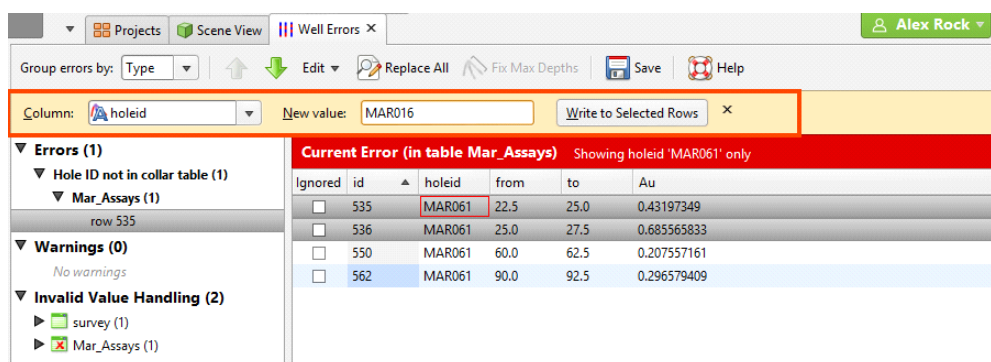 Projects Scene View Well Errors × Alex Rock
Group errors by: Type Edit Replace All Fix Max Depths Save Help
Column: holeid New value: MAR016 Write to Selected Rows ×
Errors (1)
Hole ID not in collar table (1)
Mar_Assays (1)
row 535
Warnings (0)
No warnings
Invalid Value Handling (2)
survey (1)
Mar_Assays (1)
Current Error (in table Mar_Assays) Showing holeid 'MAR061' only
Ignored id holeid from to Au
535 MAR061 22.5 25.0 0.43197349
536 MAR061 25.0 27.5 0.685565833
550 MAR061 60.0 62.5 0.207557161
562 MAR061 90.0 92.5 0.296579409